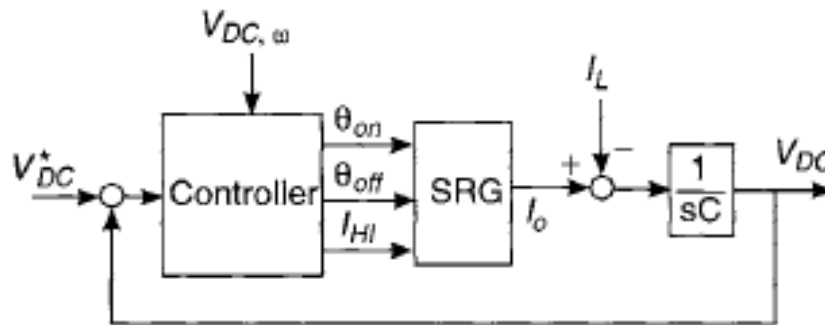 V_DC, ω
I_L
θ_on
V*_DC
Controller
θ_off
SRG
+
−
1
sC
V_DC
I_HI
I_o